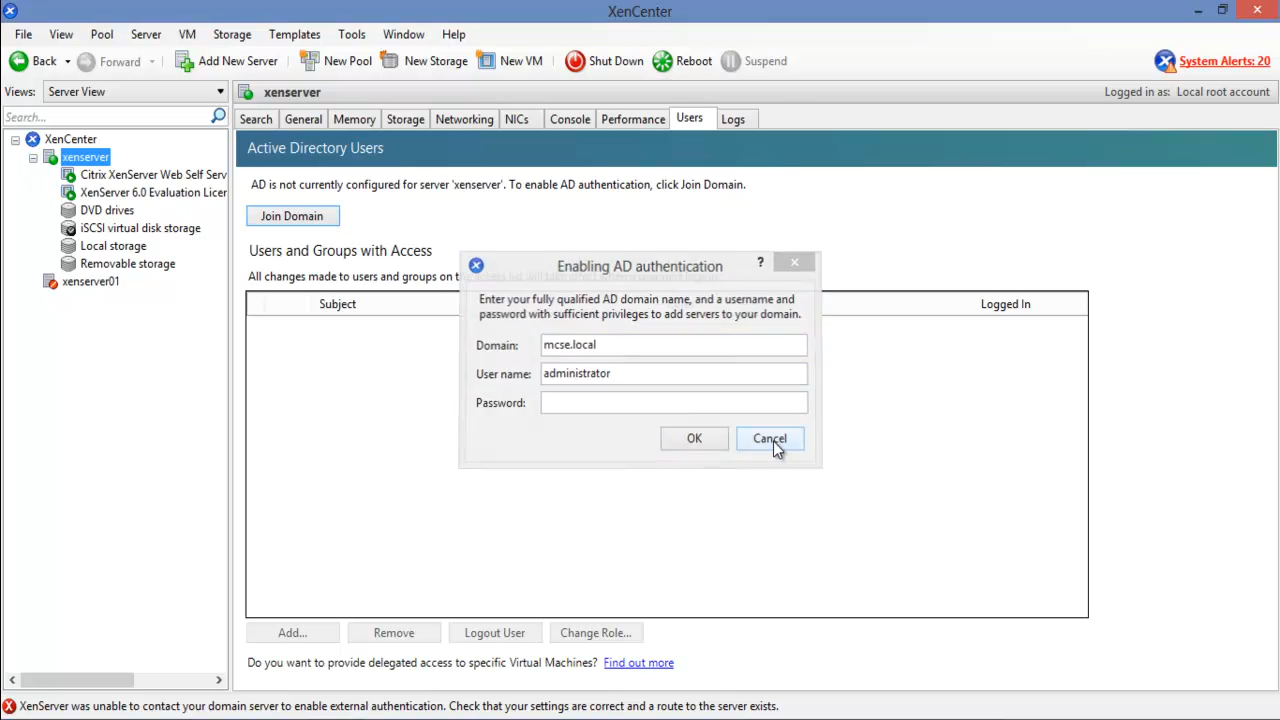 XenCenter
File View Pool Server VM Storage Templates Tools Window Help
Back Forward Add New Server New Pool New Storage New VM Shut Down Reboot Suspend System Alerts: 20
Views: Server View xenserver Logged in as: Local root account
Search...
Search General Memory Storage Networking NICs Console Performance Users Logs
XenCenter
xenserver
Citrix XenServer Web Self Serv
XenServer 6.0 Evaluation Licer
DVD drives
iSCSI virtual disk storage
Local storage
Removable storage
xenserver01
Active Directory Users
AD is not currently configured for server 'xenserver'. To enable AD authentication, click Join Domain.
Join Domain
Users and Groups with Access
All changes made to users and groups on
Subject Logged In
Enabling AD authentication ?
Enter your fully qualified AD domain name, and a username and
password with sufficient privileges to add servers to your domain.
Domain: mcse.local
User name: administrator
Password:
OK Cancel
Add... Remove Logout User Change Role...
Do you want to provide delegated access to specific Virtual Machines? Find out more
XenServer was unable to contact your domain server to enable external authentication. Check that your settings are correct and a route to the server exists.